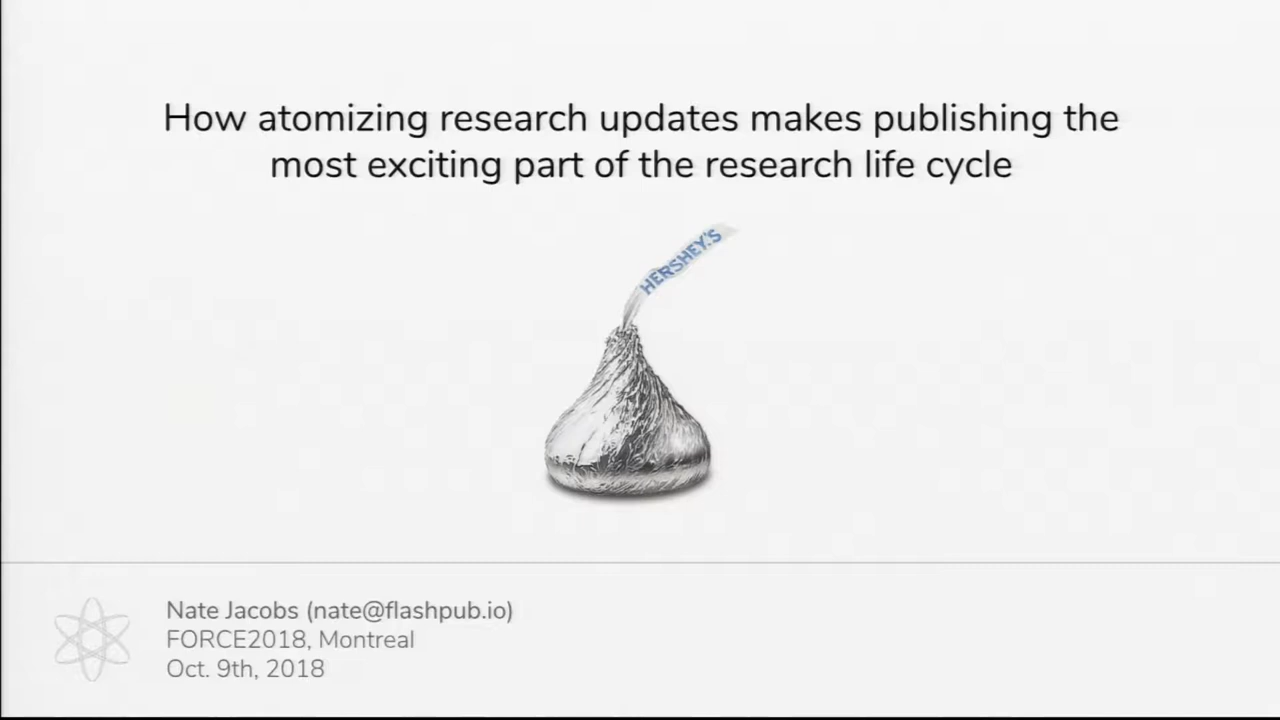 How atomizing research updates makes publishing the
most exciting part of the research life cycle
HERSHEY'S
Nate Jacobs (nate@flashpub.io)
FORCE2018, Montreal
Oct. 9th, 2018